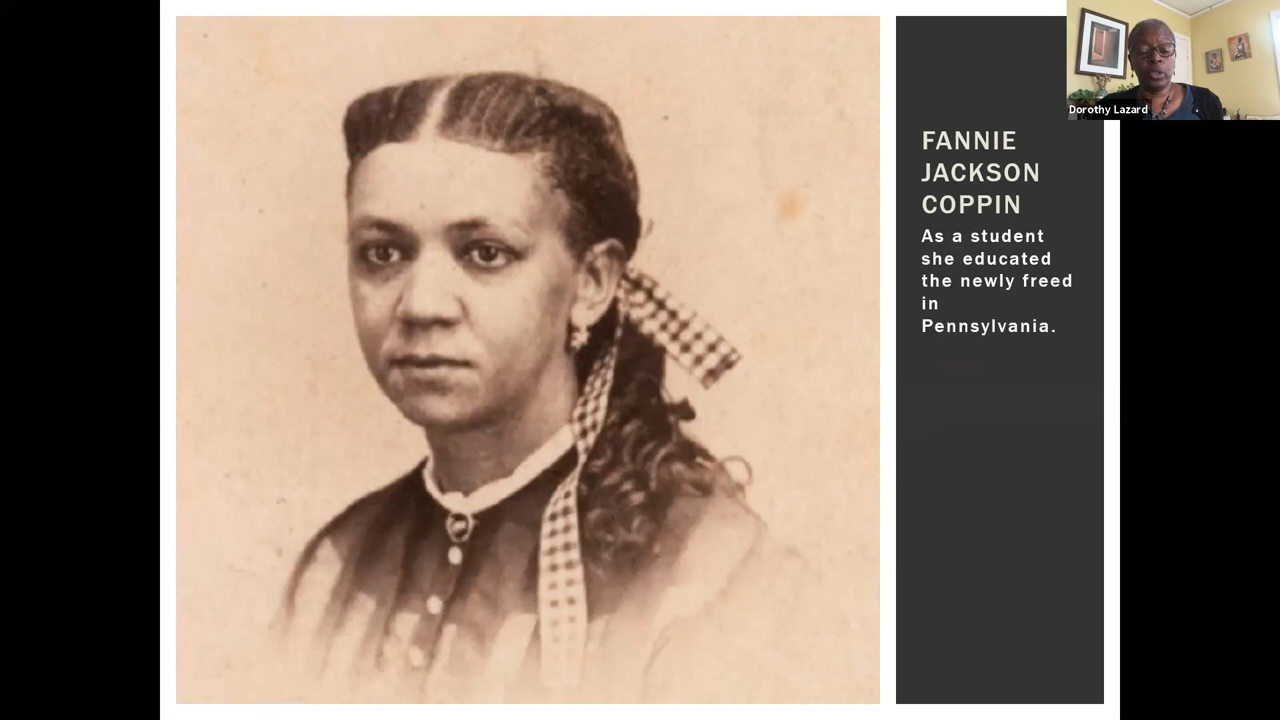 Dorothy Lazard
FANNIE
JACKSON
COPPIN
As a student
she educated
the newly freed
in
Pennsylvania.